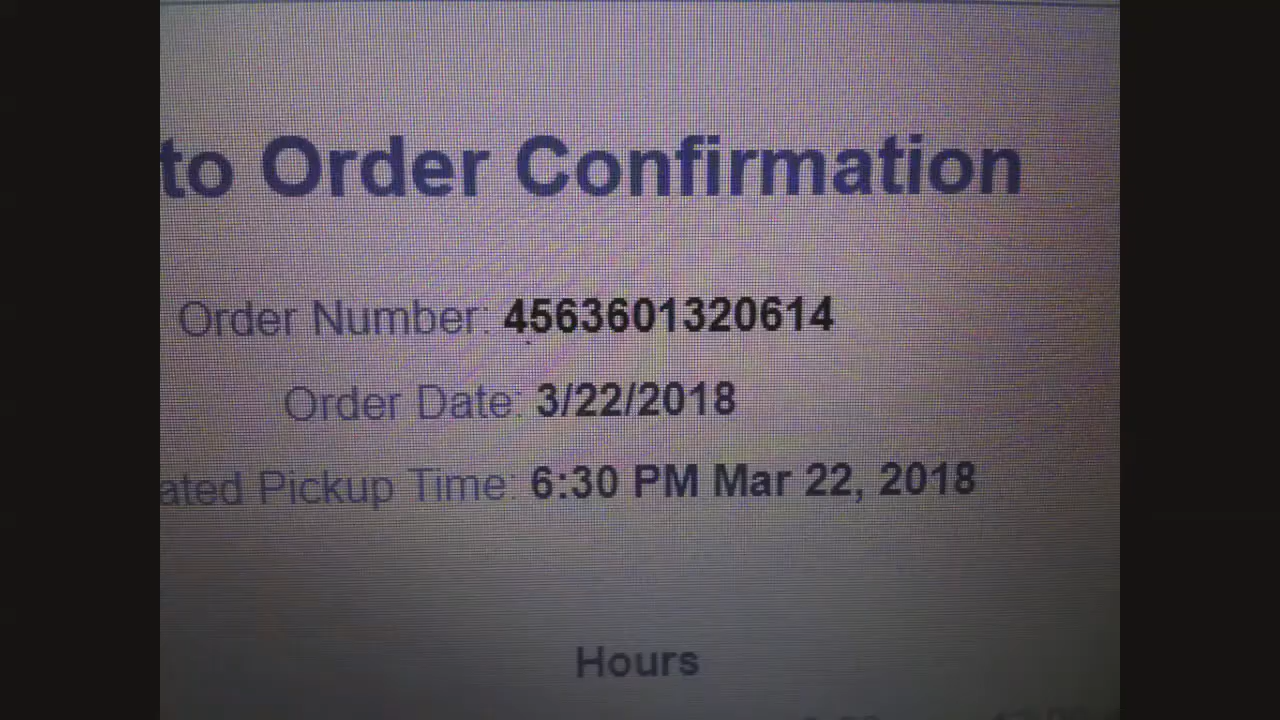 to Order Confirmation
Order Number: 4563601320614
Order Date: 3/22/2018
ated Pickup Time: 6:30 PM Mar 22, 2018
Hours